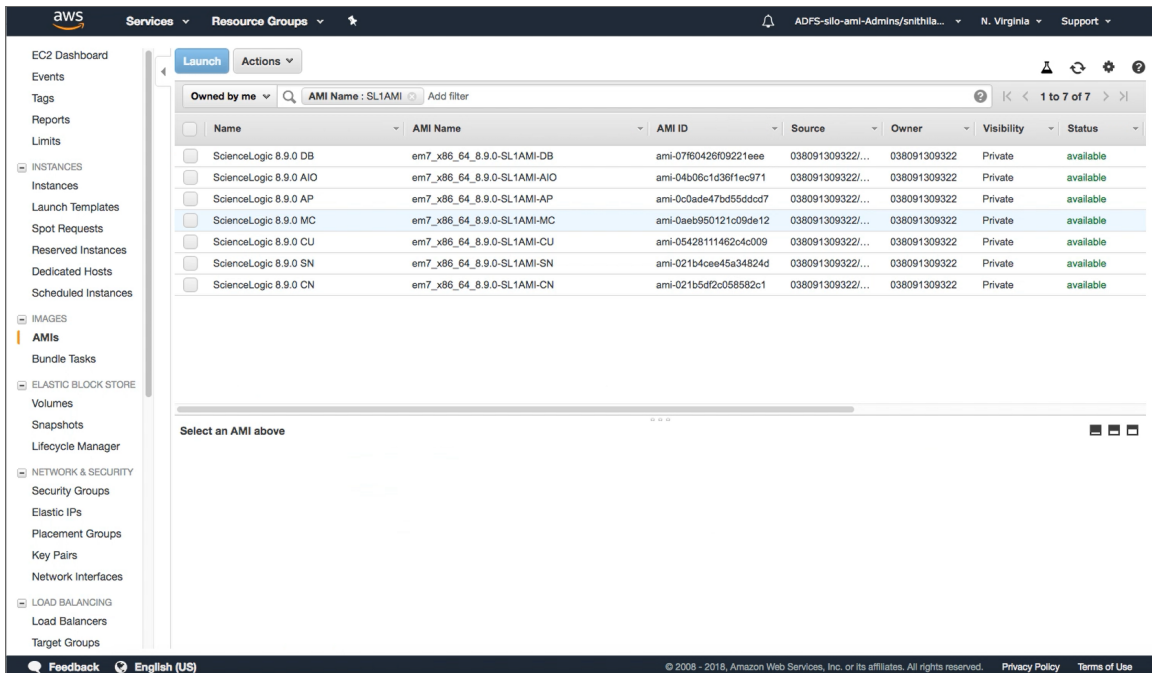 aws Services Resource Groups ADFS-silo-ami-Admins/snithila... N. Virginia Support
EC2 Dashboard
Events
Tags
Reports
Limits
INSTANCES
Instances
Launch Templates
Spot Requests
Reserved Instances
Dedicated Hosts
Scheduled Instances
IMAGES
AMIs
Bundle Tasks
ELASTIC BLOCK STORE
Volumes
Snapshots
Lifecycle Manager
NETWORK & SECURITY
Security Groups
Elastic IPs
Placement Groups
Key Pairs
Network Interfaces
LOAD BALANCING
Load Balancers
Target Groups
Launch Actions
Owned by me AMI Name : SL1AMI Add filter 1 to 7 of 7
Name AMI Name AMI ID Source Owner Visibility Status
ScienceLogic 8.9.0 DB em7_x86_64_8.9.0-SL1AMI-DB ami-07f60426f09221eee 038091309322/... 038091309322 Private available
ScienceLogic 8.9.0 AIO em7_x86_64_8.9.0-SL1AMI-AIO ami-04b06c1d36f1ec971 038091309322/... 038091309322 Private available
ScienceLogic 8.9.0 AP em7_x86_64_8.9.0-SL1AMI-AP ami-0c0ade47bd55ddcd7 038091309322/... 038091309322 Private available
ScienceLogic 8.9.0 MC em7_x86_64_8.9.0-SL1AMI-MC ami-0aeb950121c09de12 038091309322/... 038091309322 Private available
ScienceLogic 8.9.0 CU em7_x86_64_8.9.0-SL1AMI-CU ami-05428111462c4c009 038091309322/... 038091309322 Private available
ScienceLogic 8.9.0 SN em7_x86_64_8.9.0-SL1AMI-SN ami-021b4cee45a34824d 038091309322/... 038091309322 Private available
ScienceLogic 8.9.0 CN em7_x86_64_8.9.0-SL1AMI-CN ami-021b5df2c058582c1 038091309322/... 038091309322 Private available
Select an AMI above
Feedback English (US) © 2008 - 2018, Amazon Web Services, Inc. or its affiliates. All rights reserved. Privacy Policy Terms of Use